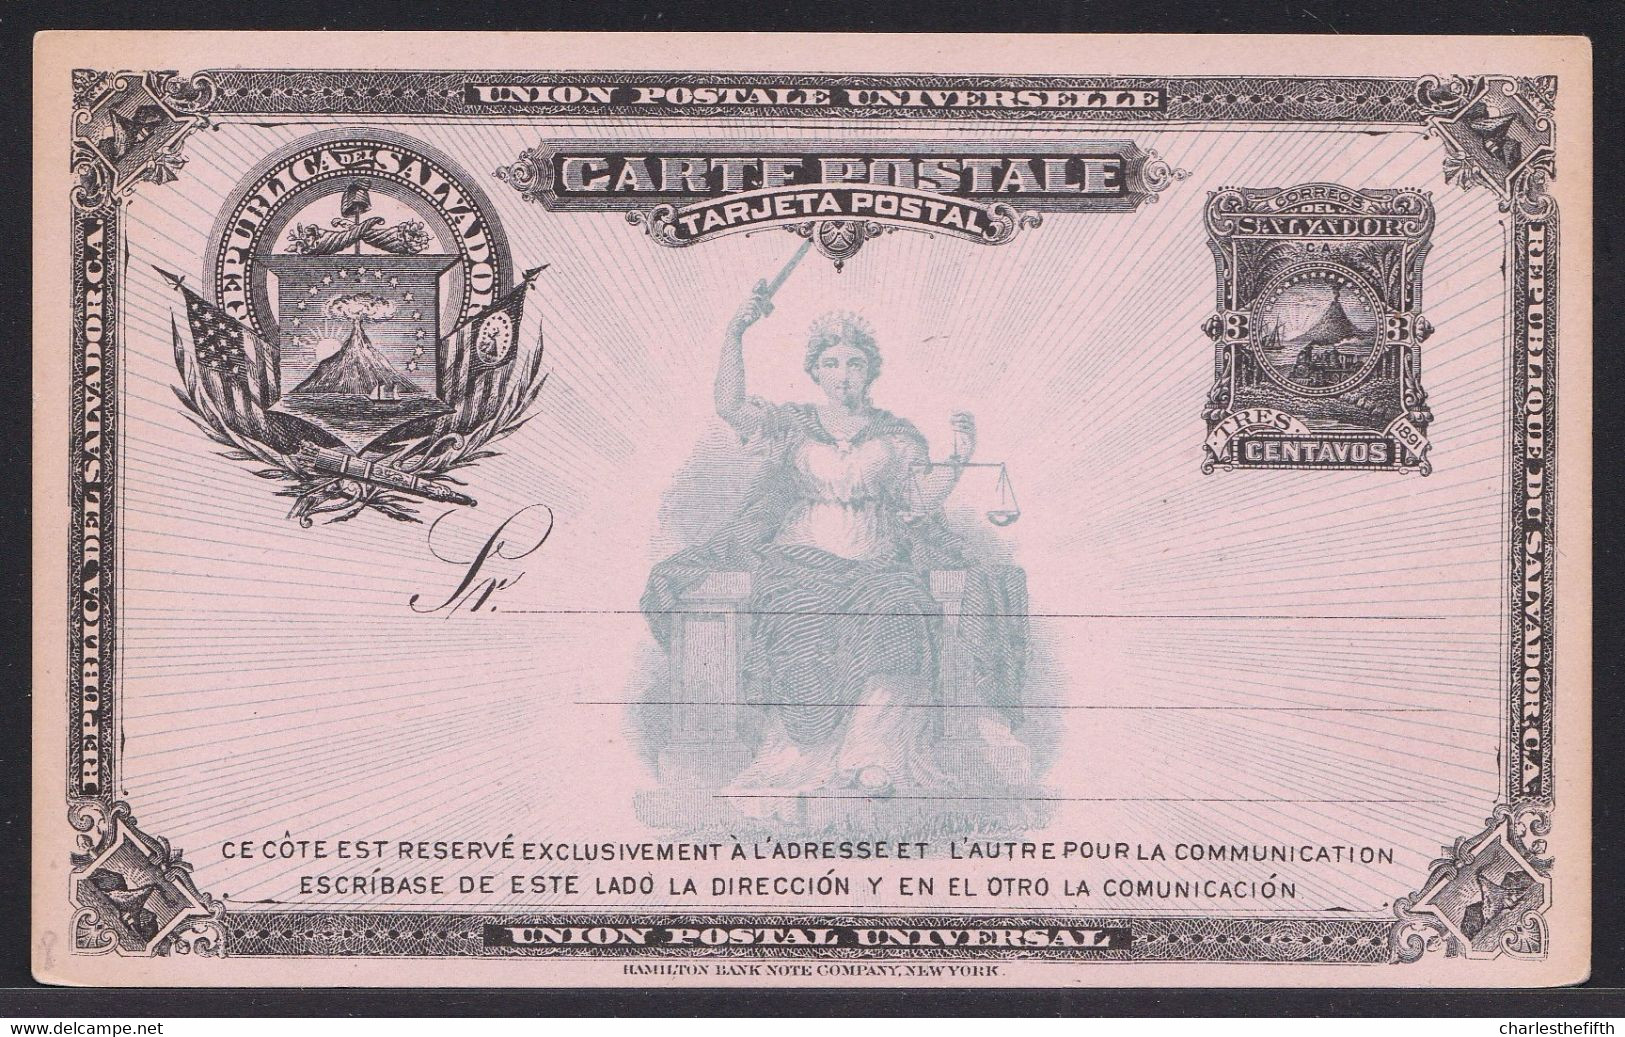 UNION POSTALE UNIVERSELLE
CARTE POSTALE
TARJETA POSTAL
REPUBLICA DEL SALVADOR
CORREOS
DEL
SALVADOR
C.A.
3 3
TRES
1891
CENTAVOS
REPUBLICA DEL SALVADOR C.A.
REPUBLIQUE DU SALVADOR C.A.
Sr.
CE CÔTE EST RESERVÉ EXCLUSIVEMENT À L'ADRESSE ET L'AUTRE POUR LA COMMUNICATION
ESCRÍBASE DE ESTE LADO LA DIRECCIÓN Y EN EL OTRO LA COMUNICACIÓN
UNION POSTAL UNIVERSAL
HAMILTON BANK NOTE COMPANY, NEW YORK.
www.delcampe.net
charlesthefifth